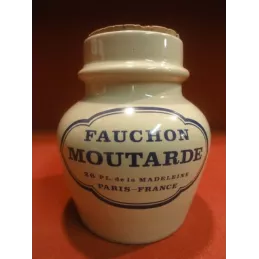 FAUCHON
MOUTARDE
26 PL. de la MADELEINE
PARIS-FRANCE